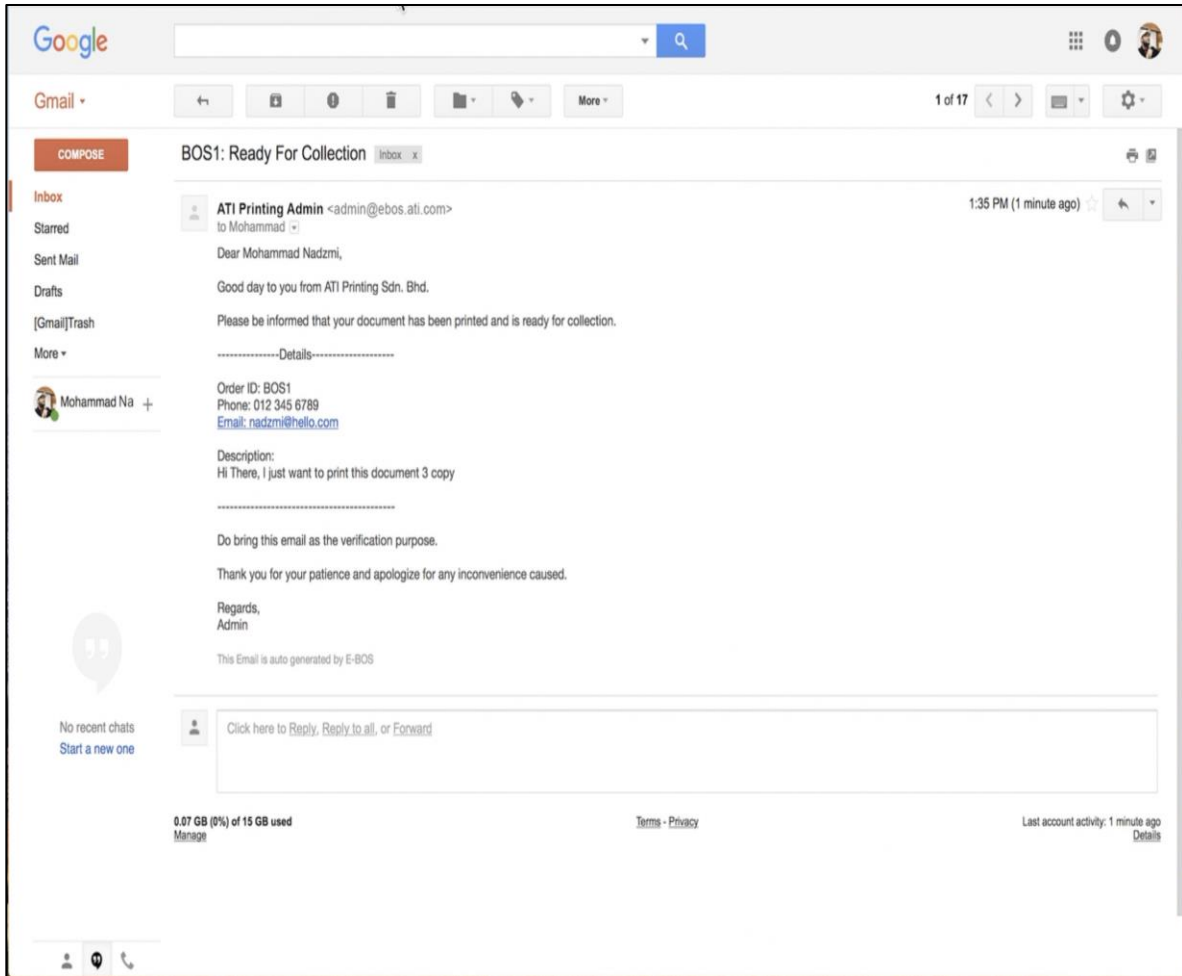 Google
Gmail
More
1 of 17
COMPOSE
BOS1: Ready For Collection Inbox x
Inbox
Starred
Sent Mail
Drafts
[Gmail]Trash
More
Mohammad Na +
ATI Printing Admin <admin@ebos.ati.com>
1:35 PM (1 minute ago)
to Mohammad
Dear Mohammad Nadzmi,
Good day to you from ATI Printing Sdn. Bhd.
Please be informed that your document has been printed and is ready for collection.
---------------Details--------------------
Order ID: BOS1
Phone: 012 345 6789
Email: nadzmi@hello.com
Description:
Hi There, I just want to print this document 3 copy
-------------------------------------------
Do bring this email as the verification purpose.
Thank you for your patience and apologize for any inconvenience caused.
Regards,
Admin
This Email is auto generated by E-BOS
No recent chats
Start a new one
Click here to Reply, Reply to all, or Forward
0.07 GB (0%) of 15 GB used
Manage
Terms - Privacy
Last account activity: 1 minute ago
Details